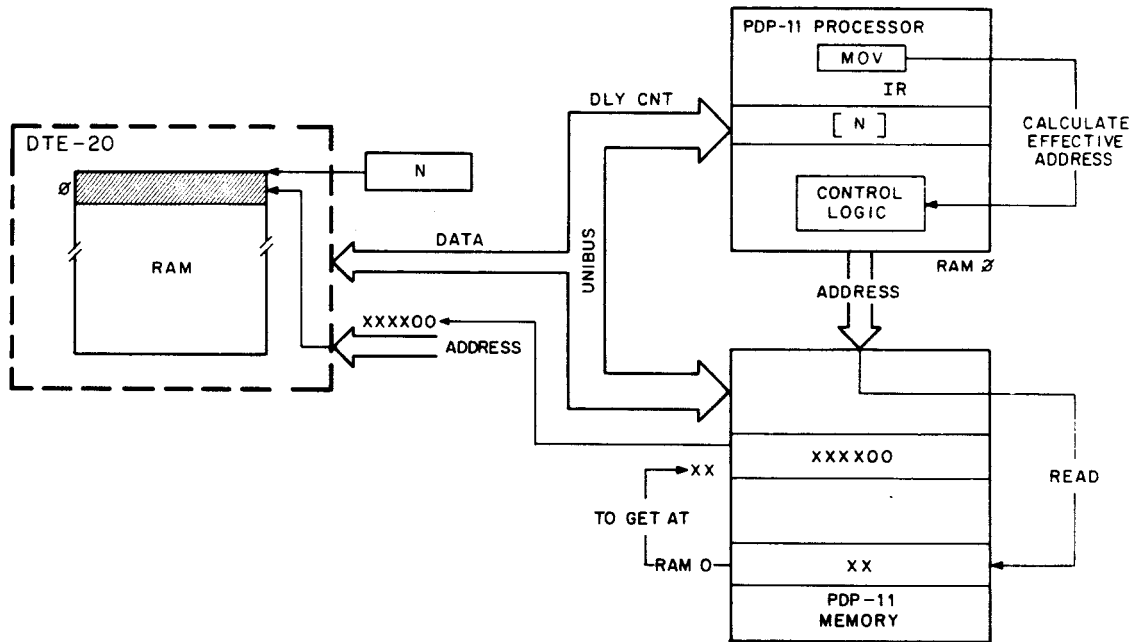 PDP-11 PROCESSOR
MOV
IR
DLY CNT
[ N ]
CALCULATE
EFFECTIVE
ADDRESS
CONTROL
LOGIC
RAM Ø
ADDRESS
DTE-20
N
Ø
RAM
DATA
UNIBUS
XXXX00
ADDRESS
XXXX00
XX
READ
TO GET AT
RAM 0
XX
PDP-11
MEMORY